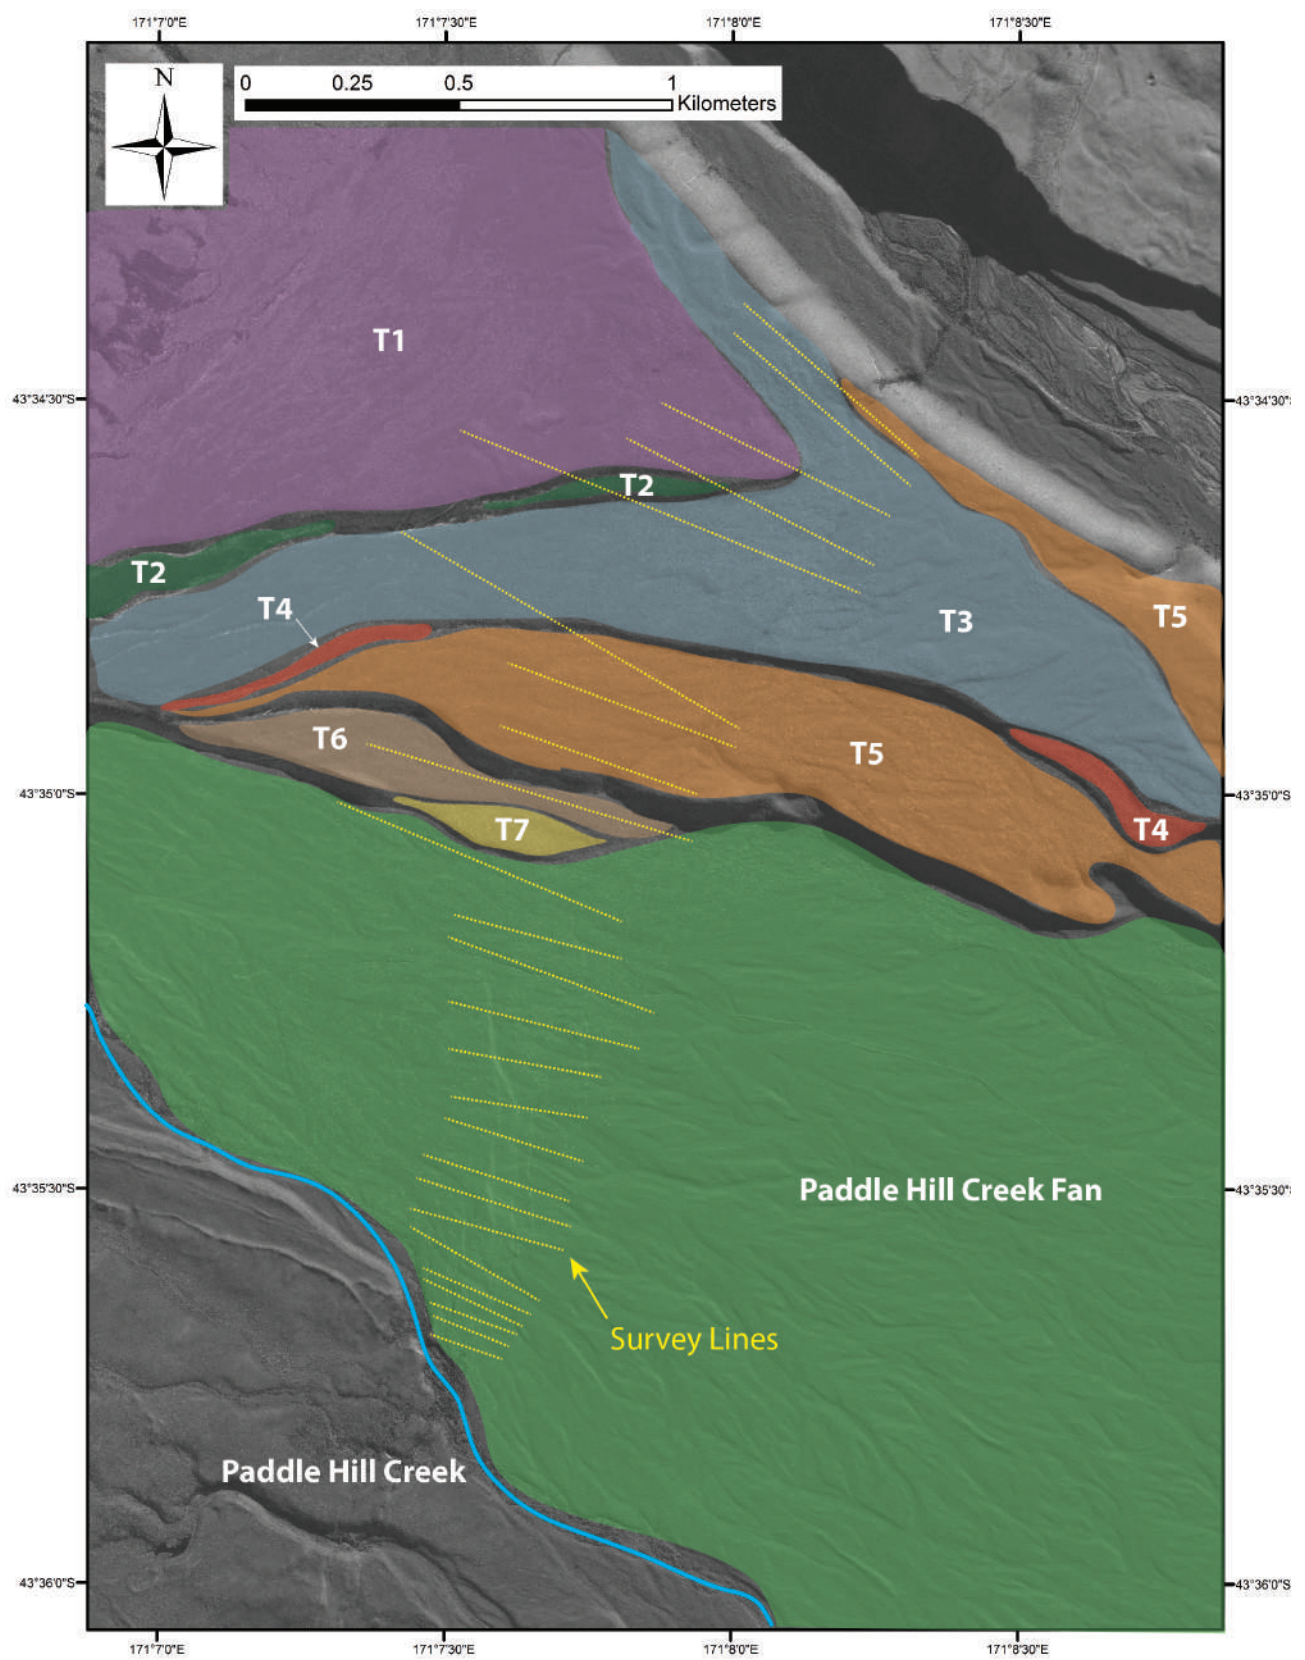 171°7'0"E 171°7'30"E 171°8'0"E 171°8'30"E
N
0 0.25 0.5 1
Kilometers
T1
43°34'30"S 43°34'30"S
T2
T2
T4
T3
T5
T6
T5
43°35'0"S 43°35'0"S
T7
T4
43°35'30"S 43°35'30"S
Paddle Hill Creek Fan
Survey Lines
Paddle Hill Creek
43°36'0"S 43°36'0"S
171°7'0"E 171°7'30"E 171°8'0"E 171°8'30"E